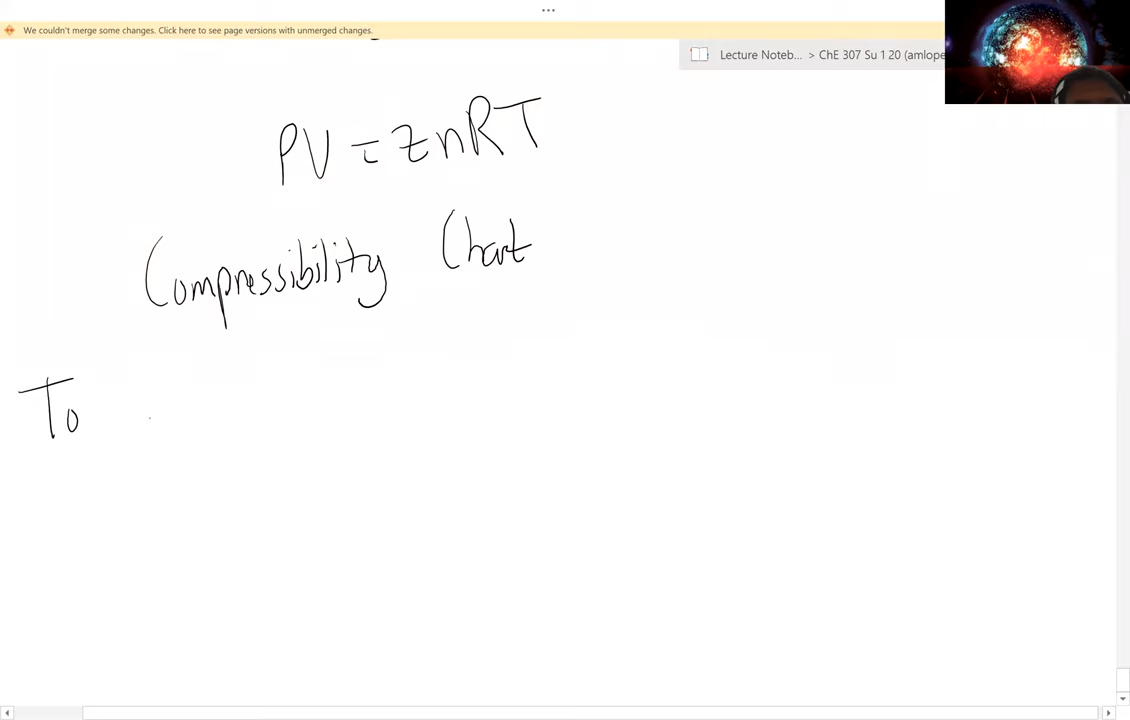 We couldn't merge some changes. Click here to see page versions with unmerged changes.
Lecture Noteb... > ChE 307 Su 1 20 (amlope
PV = ZnRT
Compressibility Chart
To